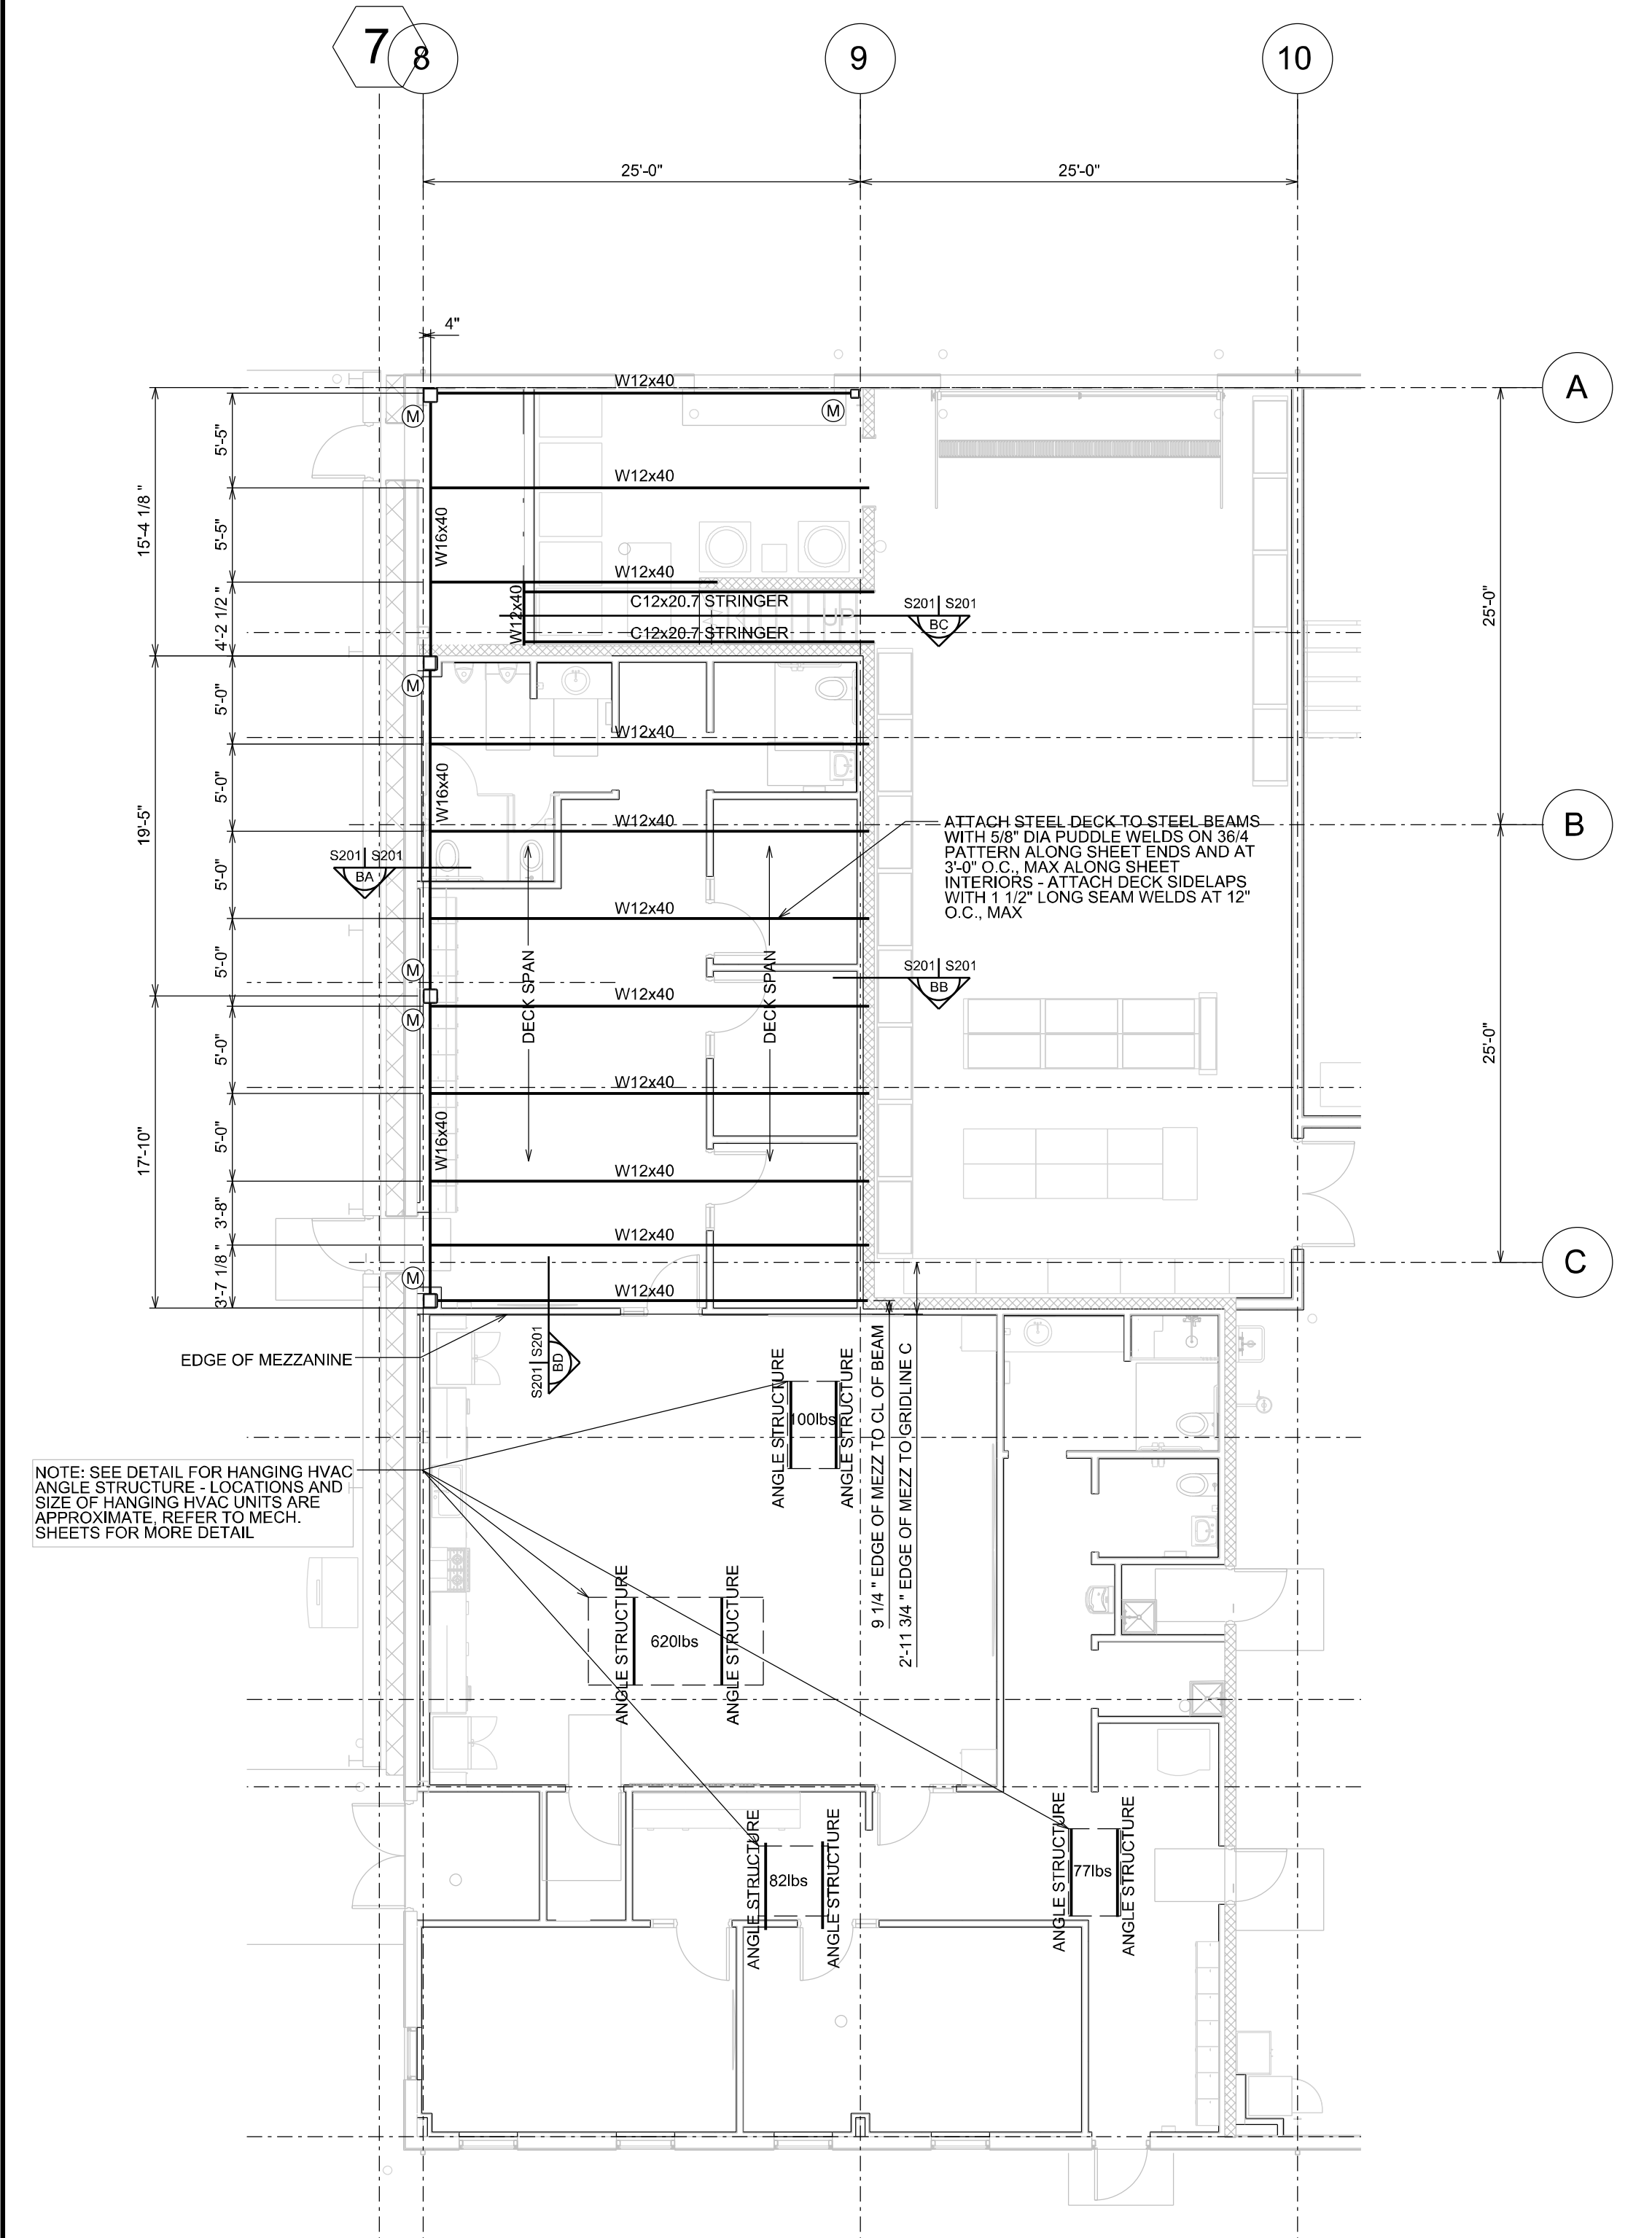 7
8
9
10
25'-0"
25'-0"
4"
A
W12x40
M
M
5'-5"
15'-4 1/8 "
W12x40
5'-5"
W16x40
W12x40
4'-2 1/2 "
W12x40
C12x20.7 STRINGER
UP
S201 S201
BC
C12x20.7 STRINGER
25'-0"
M
5'-0"
W12x40
19'-5"
5'-0"
W16x40
W12x40
B
ATTACH STEEL DECK TO STEEL BEAMS
WITH 5/8" DIA PUDDLE WELDS ON 36/4
PATTERN ALONG SHEET ENDS AND AT
3'-0" O.C., MAX ALONG SHEET
INTERIORS - ATTACH DECK SIDELAPS
WITH 1 1/2" LONG SEAM WELDS AT 12"
O.C., MAX
S201 S201
BA
5'-0"
W12x40
5'-0"
M
DECK SPAN
DECK SPAN
S201 S201
BB
W12x40
M
5'-0"
25'-0"
W12x40
17'-10"
5'-0"
W16x40
W12x40
3'-8"
W12x40
C
3'-7 1/8 "
M
W12x40
EDGE OF MEZZANINE
S201 S201
BD
ANGLE STRUCTURE
100lbs
ANGLE STRUCTURE
9 1/4 " EDGE OF MEZZ TO CL OF BEAM
2'-11 3/4 " EDGE OF MEZZ TO GRIDLINE C
NOTE: SEE DETAIL FOR HANGING HVAC
ANGLE STRUCTURE - LOCATIONS AND
SIZE OF HANGING HVAC UNITS ARE
APPROXIMATE, REFER TO MECH.
SHEETS FOR MORE DETAIL
ANGLE STRUCTURE
620lbs
ANGLE STRUCTURE
ANGLE STRUCTURE
82lbs
ANGLE STRUCTURE
ANGLE STRUCTURE
77lbs
ANGLE STRUCTURE